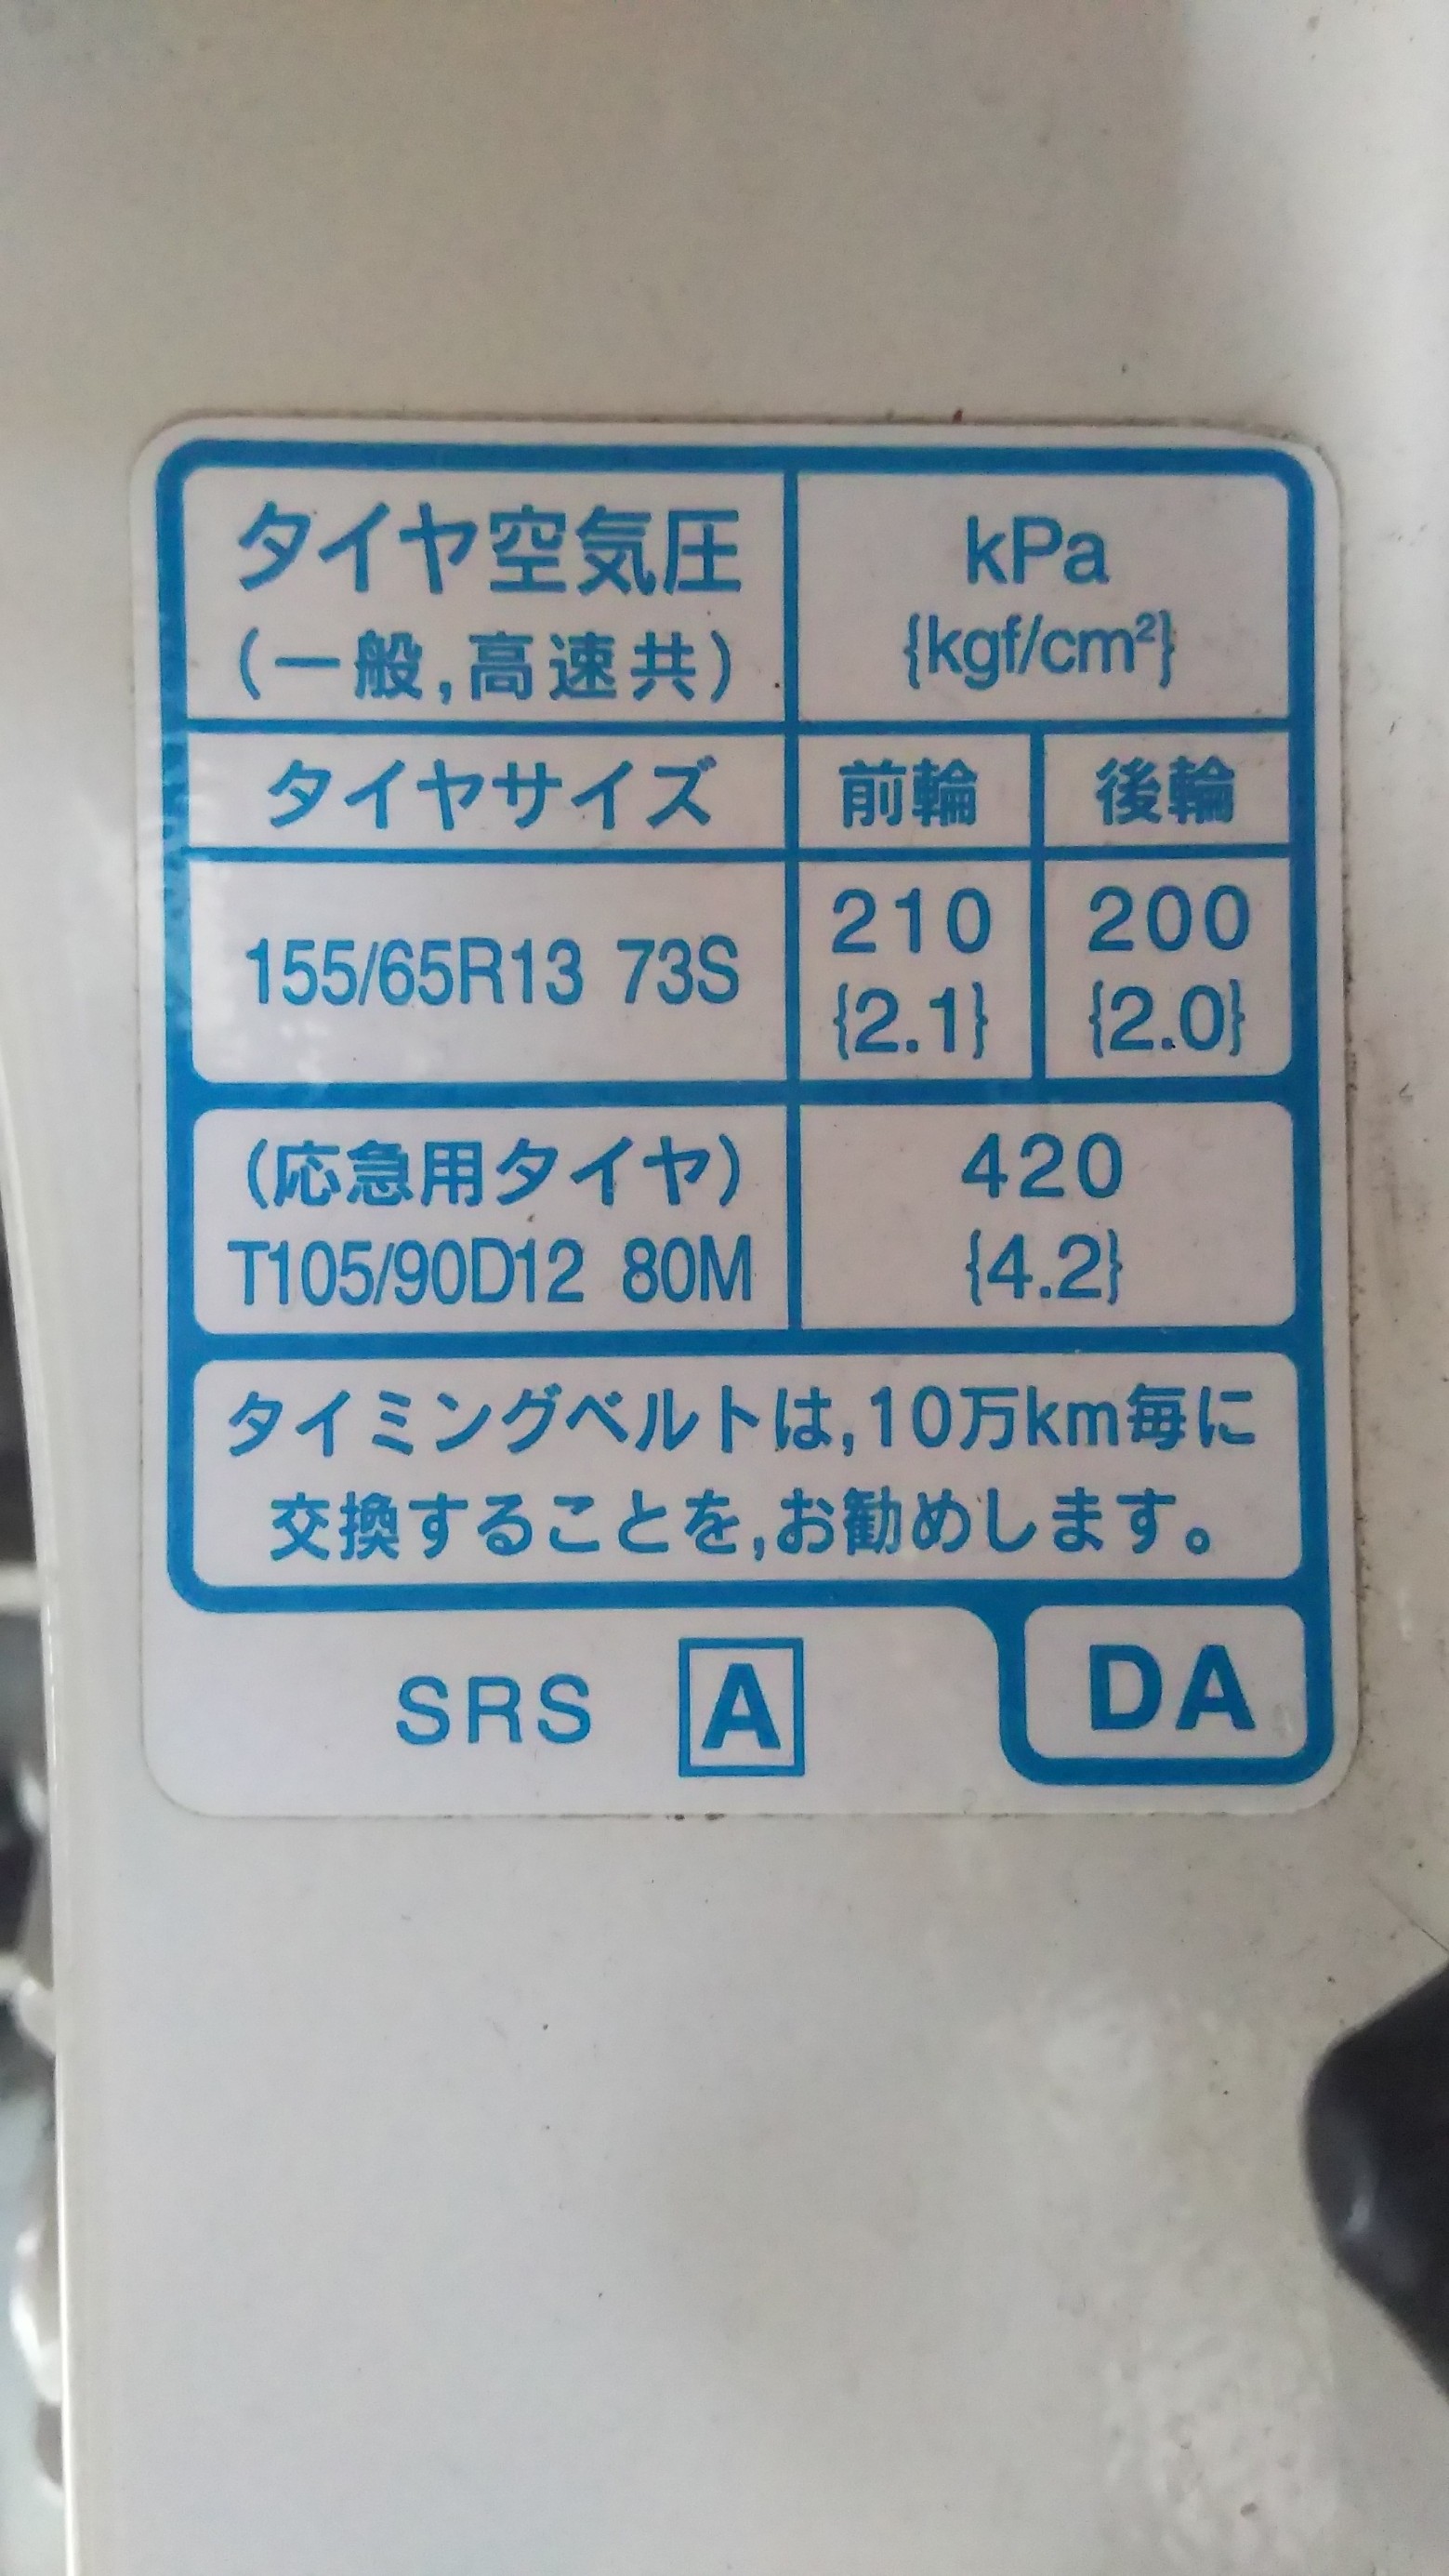 タイヤ空気圧
(一般,高速共)
kPa
{kgf/cm²}
タイヤサイズ 前輪 後輪
155/65R13 73S
210
{2.1}
200
{2.0}
(応急用タイヤ)
T105/90D12 80M
420
{4.2}
タイミングベルトは,10万km毎に
交換することを,お勧めします。
SRS A DA